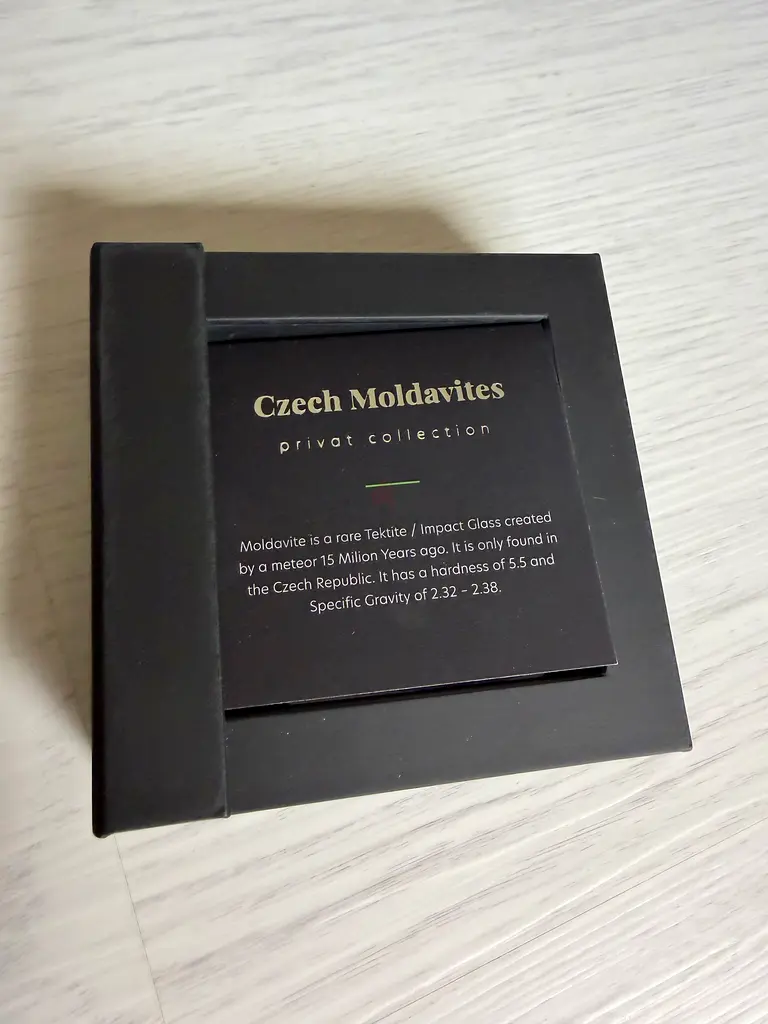 Czech Moldavites
privat collection
Moldavite is a rare Tektite / Impact Glass created
by a meteor 15 Milion Years ago. It is only found in
the Czech Republic. It has a hardness of 5.5 and
Specific Gravity of 2.32 – 2.38.